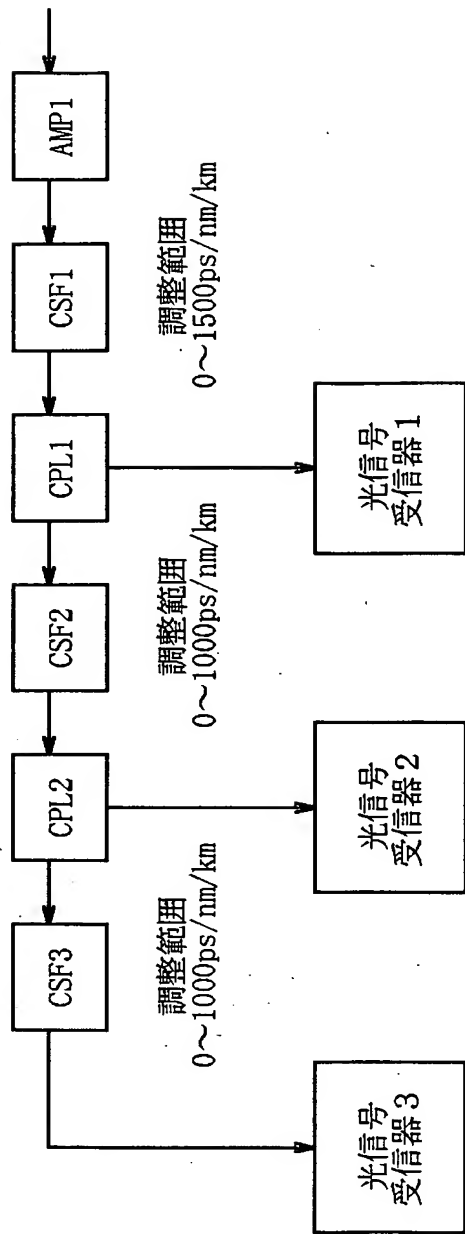 AMP1
CSF1
調整範囲
0〜1500ps/nm/km
CPL1
光信号
受信器1
CSF2
調整範囲
0〜1000ps/nm/km
CPL2
光信号
受信器2
CSF3
調整範囲
0〜1000ps/nm/km
光信号
受信器3